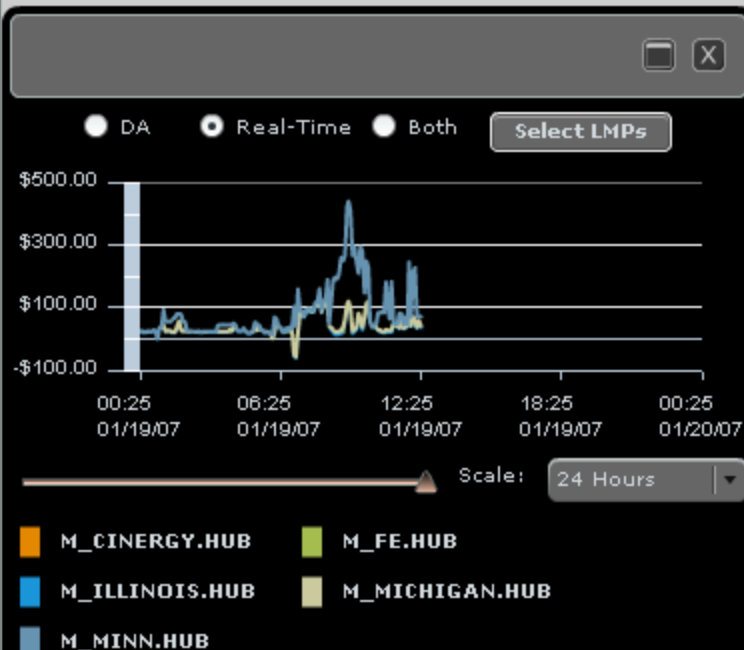 X
DA Real-Time Both Select LMPs
$500.00
$300.00
$100.00
-$100.00
00:25 06:25 12:25 18:25 00:25
01/19/07 01/19/07 01/19/07 01/19/07 01/20/07
Scale: 24 Hours
M_CINERGY.HUB M_FE.HUB
M_ILLINOIS.HUB M_MICHIGAN.HUB
M_MINN.HUB